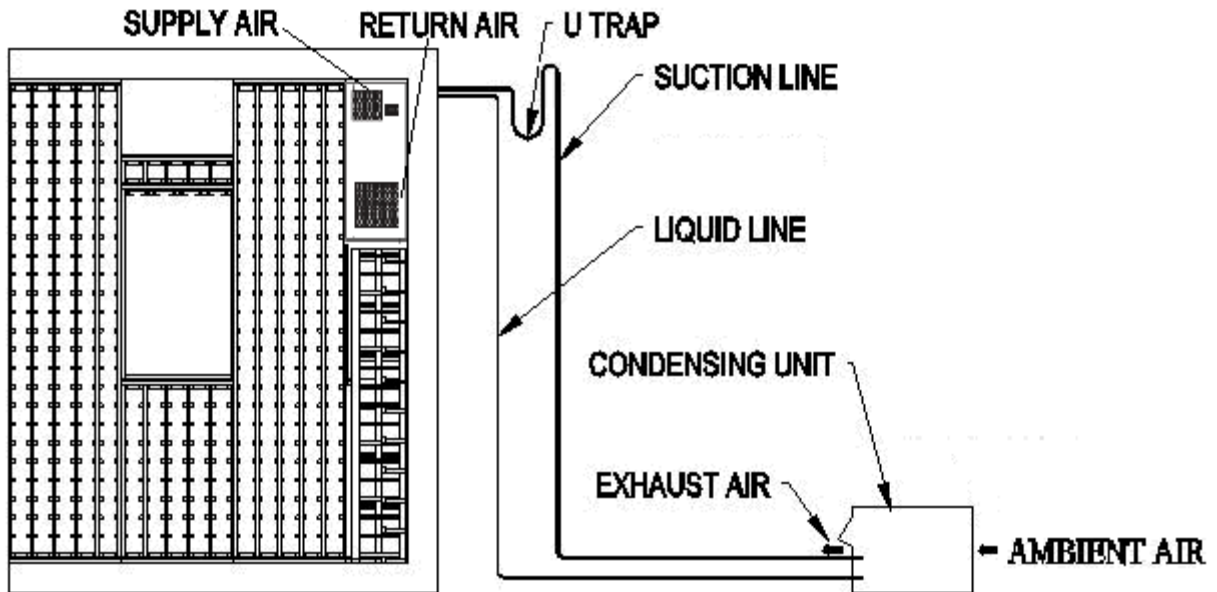 SUPPLY AIR
RETURN AIR
U TRAP
SUCTION LINE
LIQUID LINE
CONDENSING UNIT
EXHAUST AIR
AMBIENT AIR